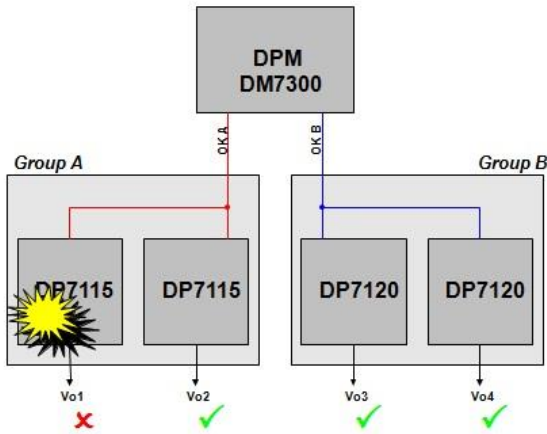 DPM
DM7300
OK A
OK B
Group A
Group B
DP7115
DP7115
DP7120
DP7120
Vo1
Vo2
Vo3
Vo4